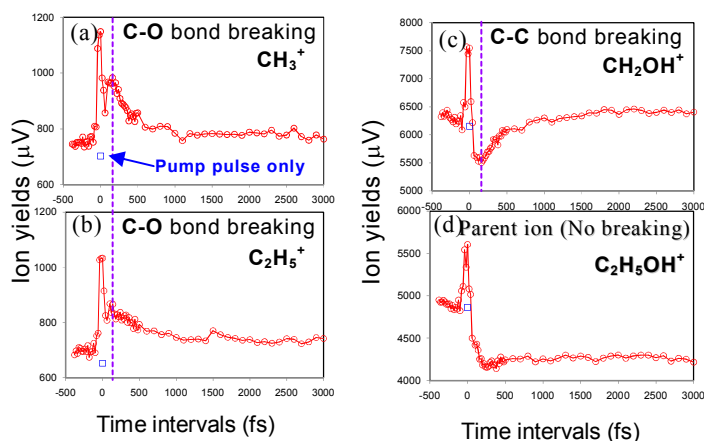 (a)
C-O bond breaking
CH3+
1200
1000
800
600
Pump pulse only
-500 0 500 1000 1500 2000 2500 3000
(b)
C-O bond breaking
C2H5+
1200
1000
800
600
-500 0 500 1000 1500 2000 2500 3000
Ion yields (μV)
Time intervals (fs)
(c)
C-C bond breaking
CH2OH+
8000
7500
7000
6500
6000
5500
5000
-500 0 500 1000 1500 2000 2500 3000
(d)
Parent ion (No breaking)
C2H5OH+
6000
5500
5000
4500
4000
-500 0 500 1000 1500 2000 2500 3000
Ion yields (μV)
Time intervals (fs)